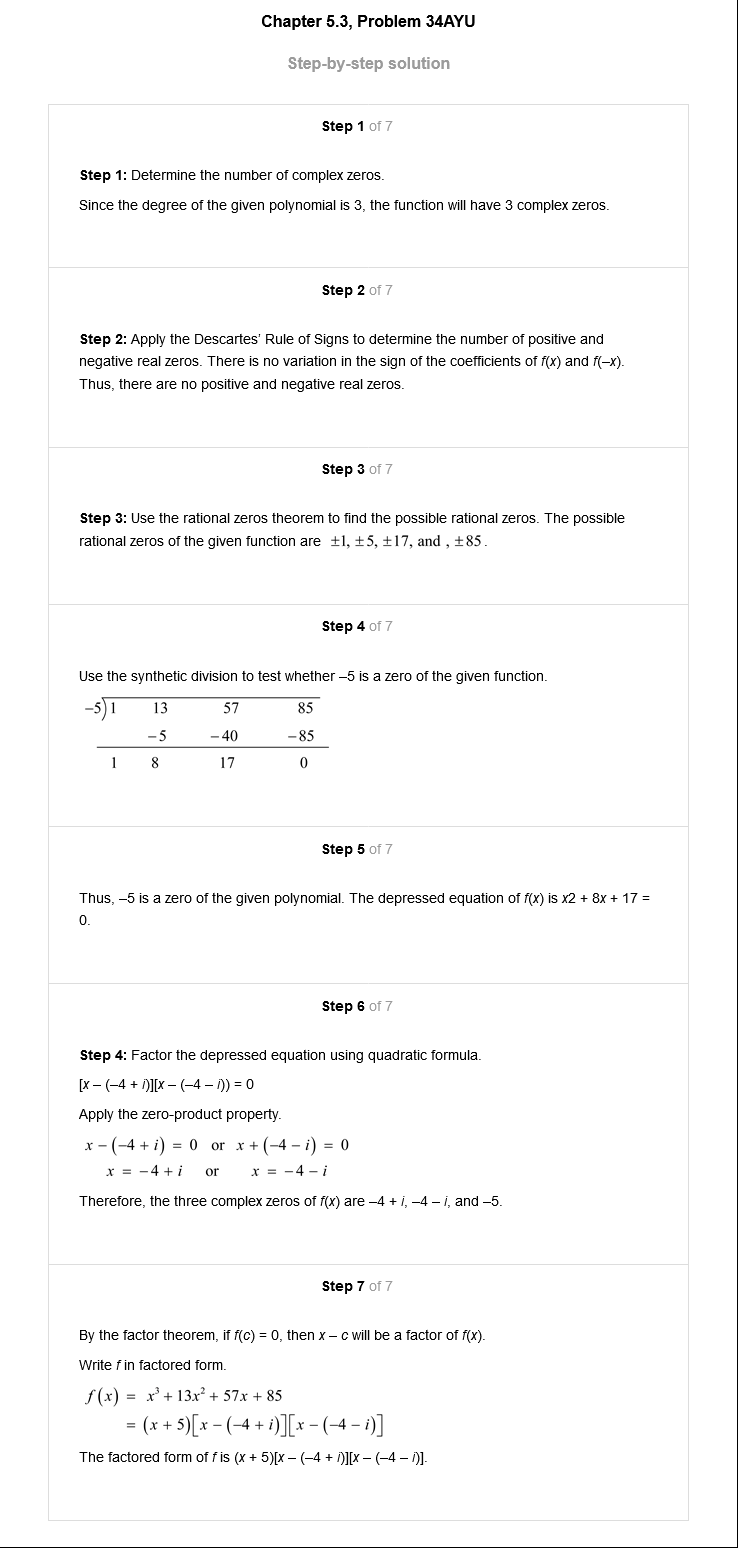 Chapter 5.3, Problem 34AYU
Step-by-step solution
Step 1 of 7
Step 1: Determine the number of complex zeros.
Since the degree of the given polynomial is 3, the function will have 3 complex zeros.
Step 2 of 7
Step 2: Apply the Descartes' Rule of Signs to determine the number of positive and
negative real zeros. There is no variation in the sign of the coefficients of f(x) and f(–x).
Thus, there are no positive and negative real zeros.
Step 3 of 7
Step 3: Use the rational zeros theorem to find the possible rational zeros. The possible
rational zeros of the given function are ±1, ±5, ±17, and , ±85.
Step 4 of 7
Use the synthetic division to test whether –5 is a zero of the given function.
−5)1 13 57 85
−5 −40 −85
1 8 17 0
Step 5 of 7
Thus, –5 is a zero of the given polynomial. The depressed equation of f(x) is x2 + 8x + 17 =
0.
Step 6 of 7
Step 4: Factor the depressed equation using quadratic formula.
[x – (–4 + i)][x – (–4 – i)) = 0
Apply the zero-product property.
x − (−4 + i) = 0 or x + (−4 − i) = 0
x = −4 + i or x = −4 − i
Therefore, the three complex zeros of f(x) are –4 + i, –4 – i, and –5.
Step 7 of 7
By the factor theorem, if f(c) = 0, then x – c will be a factor of f(x).
Write f in factored form.
f(x) = x³ + 13x² + 57x + 85
= (x + 5)[x − (−4 + i)][x − (−4 − i)]
The factored form of f is (x + 5)[x – (–4 + i)][x – (–4 – i)].